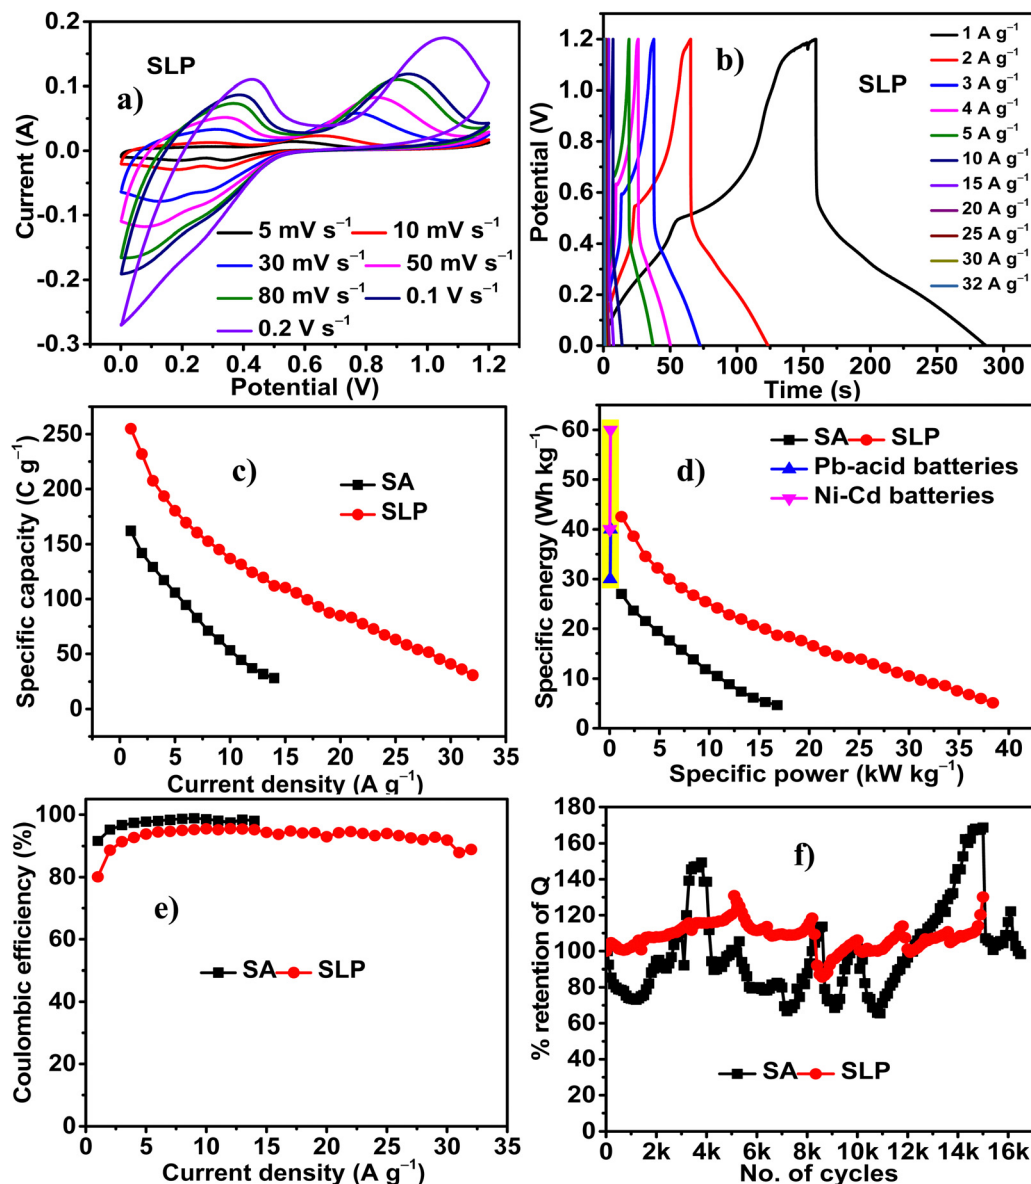 SLP
a)
Current (A)
0.2
0.1
0.0
-0.1
-0.2
-0.3
5 mV s⁻¹ 10 mV s⁻¹
30 mV s⁻¹ 50 mV s⁻¹
80 mV s⁻¹ 0.1 V s⁻¹
0.2 V s⁻¹
0.0 0.2 0.4 0.6 0.8 1.0 1.2
Potential (V)
b)
SLP
Potential (V)
1.2
1.0
0.8
0.6
0.4
0.2
0.0
1 A g⁻¹
2 A g⁻¹
3 A g⁻¹
4 A g⁻¹
5 A g⁻¹
10 A g⁻¹
15 A g⁻¹
20 A g⁻¹
25 A g⁻¹
30 A g⁻¹
32 A g⁻¹
0 50 100 150 200 250 300
Time (s)
c)
Specific capacity (C g⁻¹)
250
200
150
100
50
0
SA
SLP
0 5 10 15 20 25 30 35
Current density (A g⁻¹)
d)
Specific energy (Wh kg⁻¹)
60
50
40
30
20
10
0
SA SLP
Pb-acid batteries
Ni-Cd batteries
0 5 10 15 20 25 30 35 40
Specific power (kW kg⁻¹)
e)
Coulombic efficiency (%)
100
80
60
40
20
0
SA SLP
0 5 10 15 20 25 30 35
Current density (A g⁻¹)
f)
% retention of Q
180
160
140
120
100
80
60
40
20
0
SA SLP
0 2k 4k 6k 8k 10k 12k 14k 16k
No. of cycles